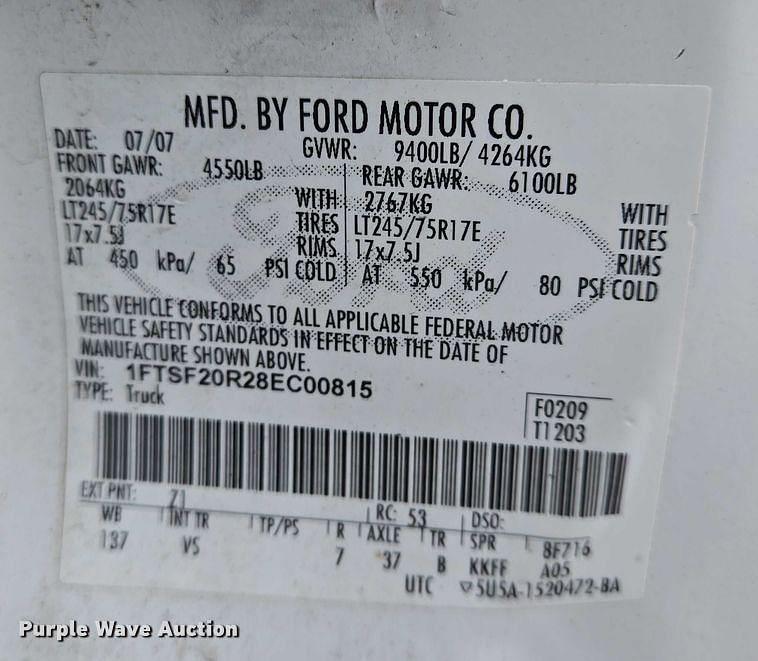 MFD. BY FORD MOTOR CO.
DATE: 07/07
GVWR: 9400LB/ 4264KG
FRONT GAWR: 4550LB
REAR GAWR: 6100LB
2064KG WITH 2767KG WITH
LT245/75R17E TIRES LT245/75R17E TIRES
17x7.5J RIMS 17x7.5J RIMS
AT 450 kPa/ 65 PSI COLD AT 550 kPa/ 80 PSI COLD
THIS VEHICLE CONFORMS TO ALL APPLICABLE FEDERAL MOTOR
VEHICLE SAFETY STANDARDS IN EFFECT ON THE DATE OF
MANUFACTURE SHOWN ABOVE.
VIN: 1FTSF20R28EC00815
TYPE: Truck
F0209
T1203
EXT PNT: Z1 RC: 53 DSO:
WB INT TR TP/PS R AXLE TR SPR 8F716
137 VS 7 37 B KKFF A05
UTC ▽5U5A-1520472-BA
Purple Wave Auction